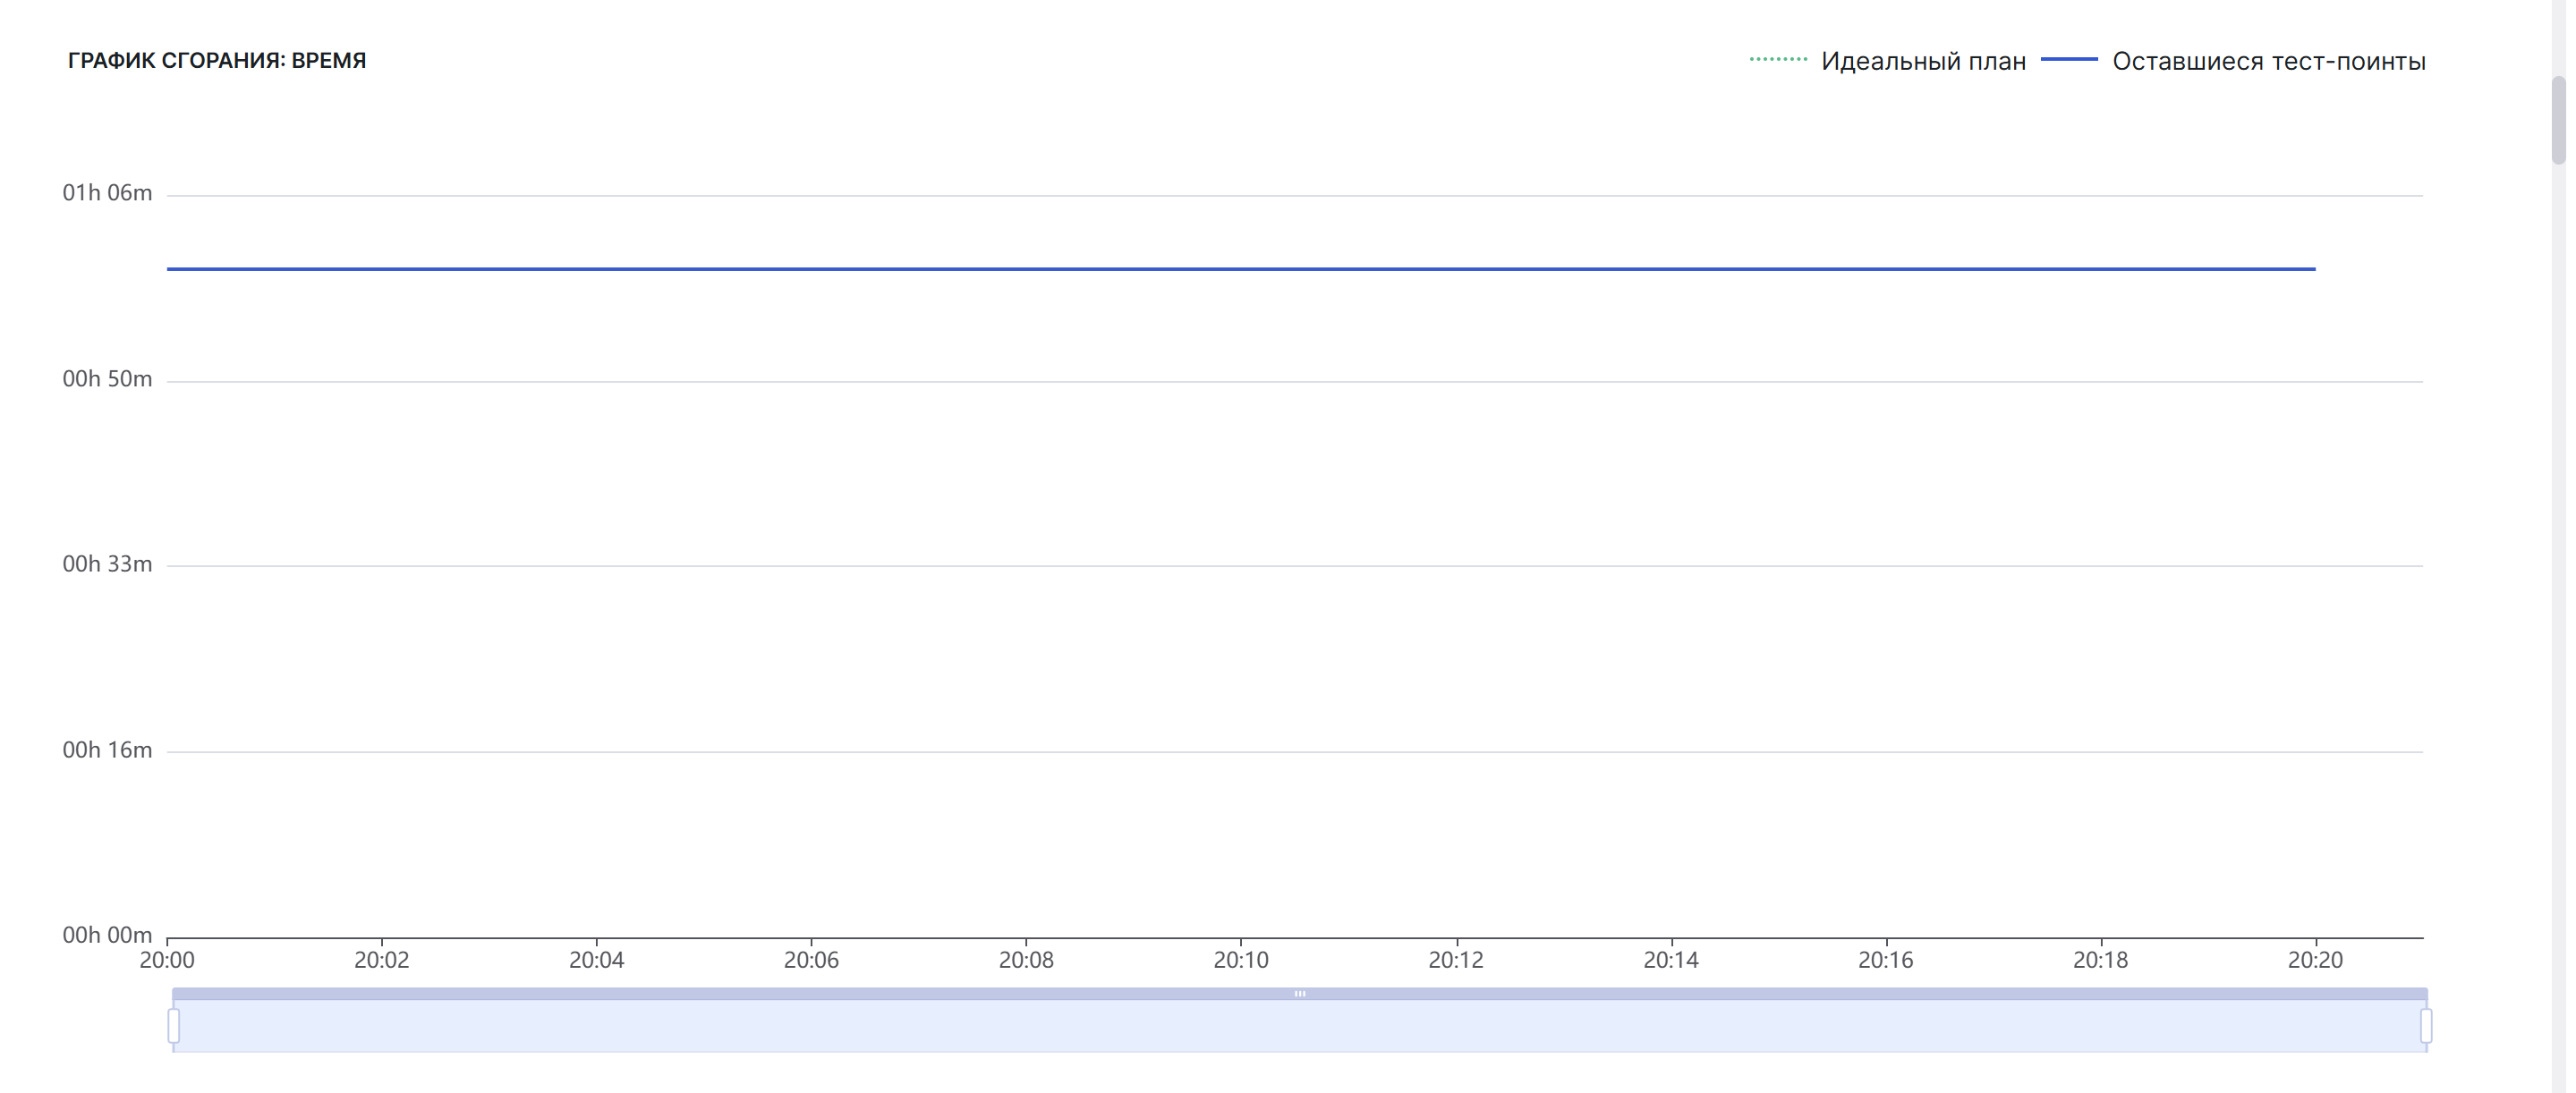 ГРАФИК СГОРАНИЯ: ВРЕМЯ
Идеальный план
Оставшиеся тест-поинты
01h 06m
00h 50m
00h 33m
00h 16m
00h 00m
20:00 20:02 20:04 20:06 20:08 20:10 20:12 20:14 20:16 20:18 20:20